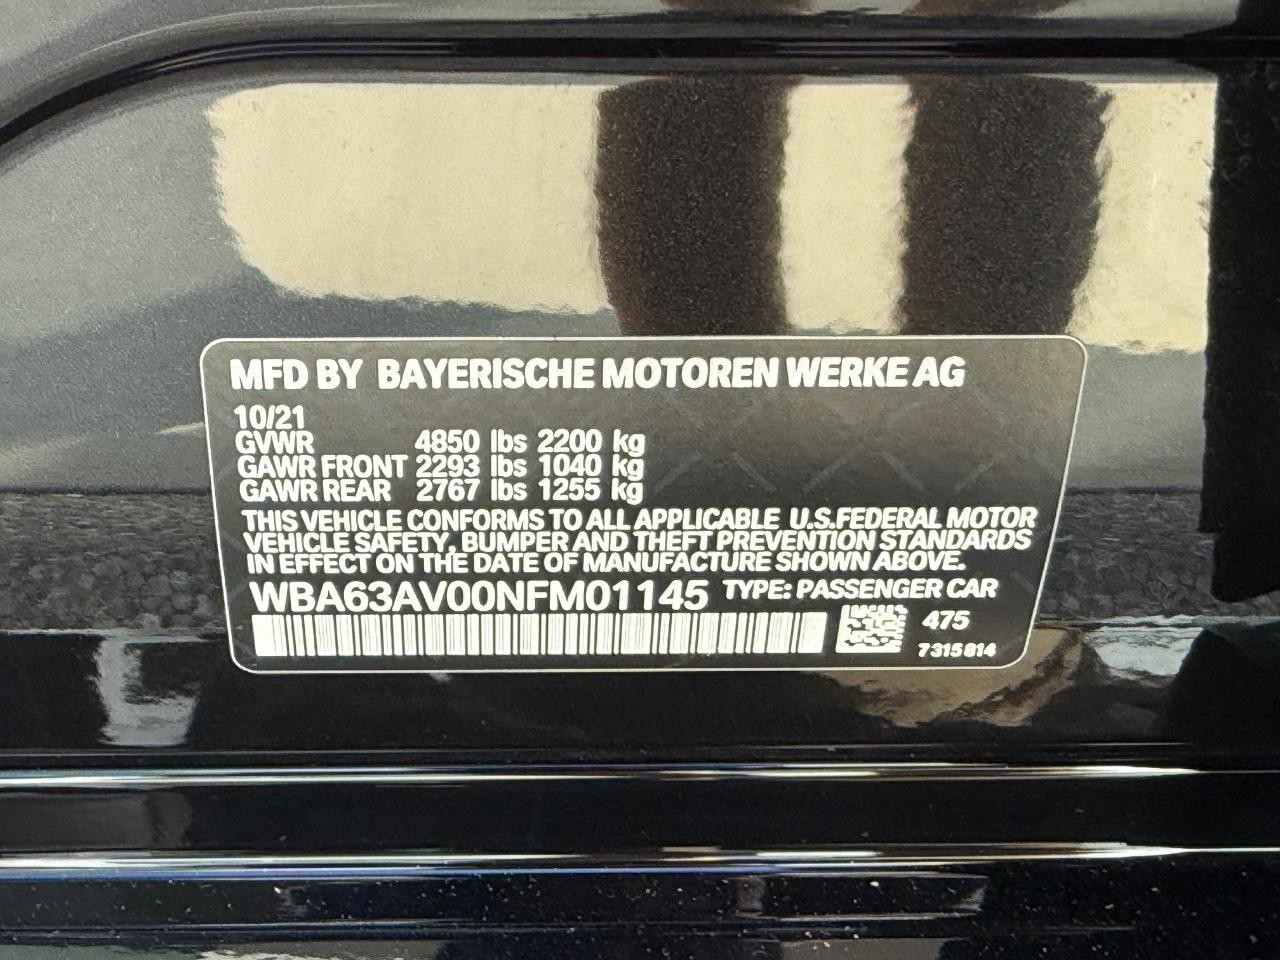 MFD BY BAYERISCHE MOTOREN WERKE AG
10/21
GVWR 4850 lbs 2200 kg
GAWR FRONT 2293 lbs 1040 kg
GAWR REAR 2767 lbs 1255 kg
THIS VEHICLE CONFORMS TO ALL APPLICABLE U.S.FEDERAL MOTOR
VEHICLE SAFETY, BUMPER AND THEFT PREVENTION STANDARDS
IN EFFECT ON THE DATE OF MANUFACTURE SHOWN ABOVE.
WBA63AV00NFM01145 TYPE: PASSENGER CAR
475
7315814